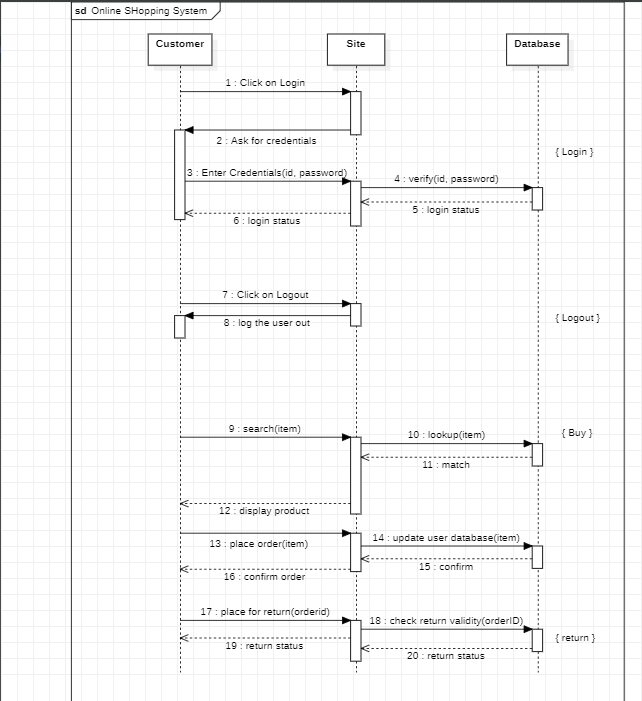 sd Online SHopping System
Customer
Site
Database
1 : Click on Login
2 : Ask for credentials
{ Login }
3 : Enter Credentials(id, password)
4 : verify(id, password)
5 : login status
6 : login status
7 : Click on Logout
8 : log the user out
{ Logout }
9 : search(item)
10 : lookup(item)
{ Buy }
11 : match
12 : display product
13 : place order(item)
14 : update user database(item)
15 : confirm
16 : confirm order
17 : place for return(orderid)
18 : check return validity(orderID)
19 : return status
{ return }
20 : return status